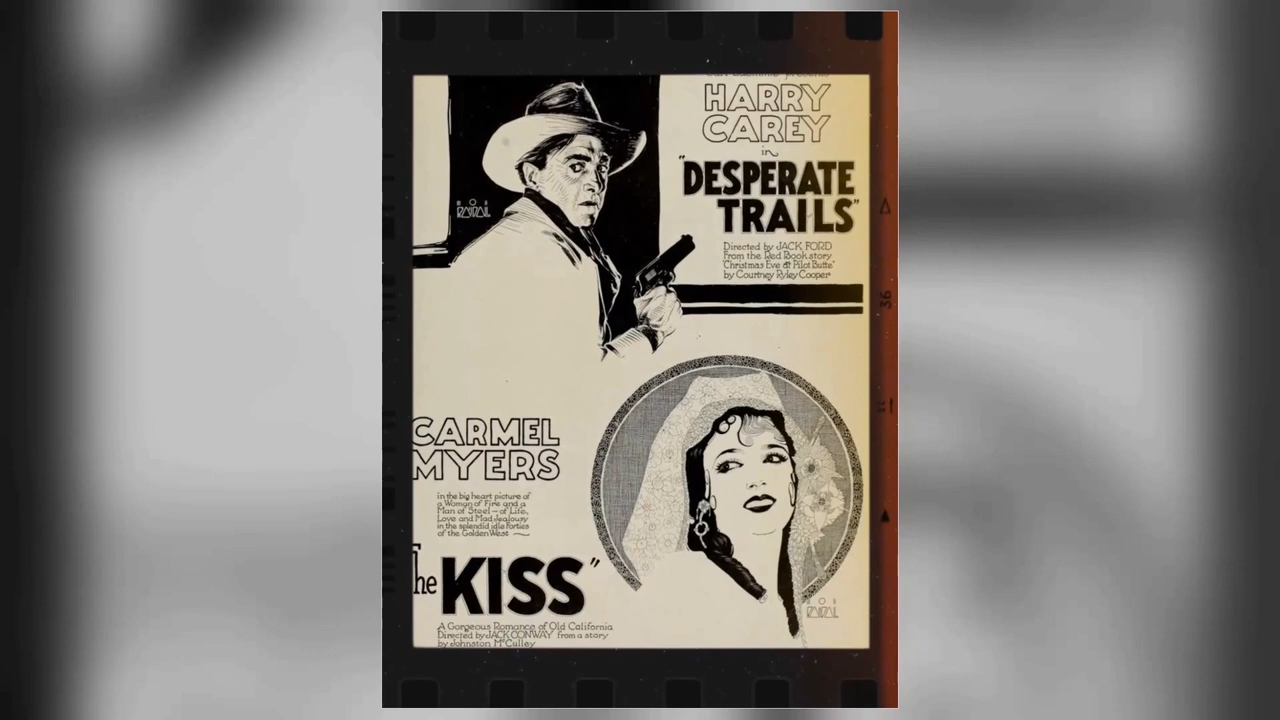 HARRY
CAREY
in
"DESPERATE
TRAILS"
Directed by JACK FORD
From the Red Book story
"Christmas Eve at Pilot Butte"
by Courtney Ryley Cooper
CARMEL
MYERS
in the big heart picture of
a Woman of Fire and a
Man of Steel – of Life,
Love and Mad Jealousy
in the splendid idle Forties
of the Golden West
The KISS"
A Gorgeous Romance of Old California
Directed by JACK CONWAY from a story
by Johnston McCulley
36